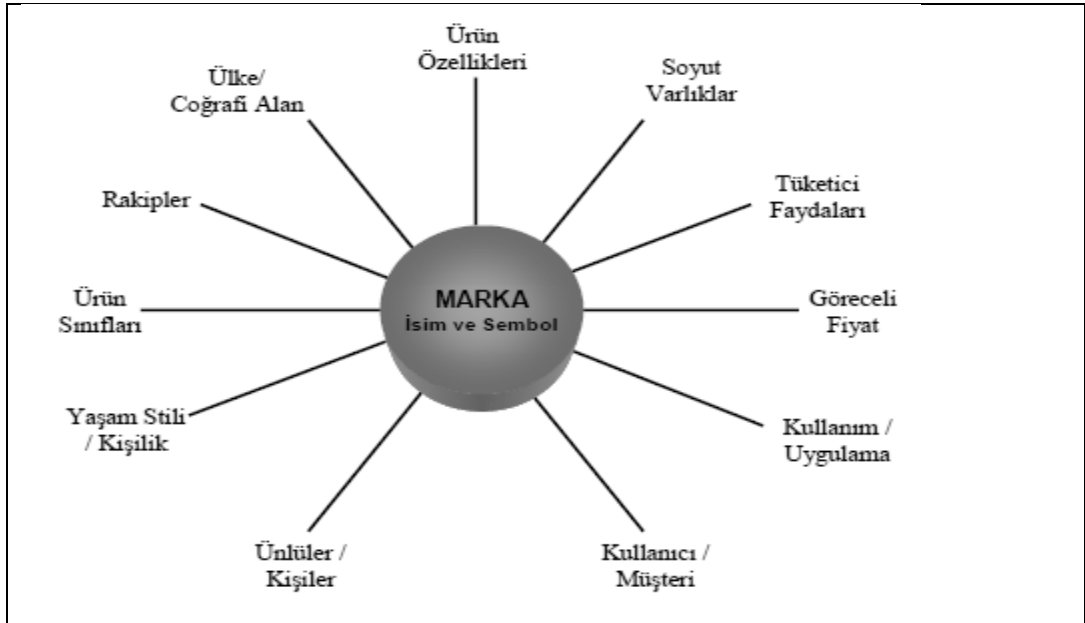 Ürün
Özellikleri
Soyut
Varlıklar
Ülke/
Coğrafi Alan
Tüketici
Faydaları
Rakipler
MARKA
İsim ve Sembol
Göreceli
Fiyat
Ürün
Sınıfları
Yaşam Stili
/ Kişilik
Kullanım /
Uygulama
Ünlüler /
Kişiler
Kullanıcı /
Müşteri